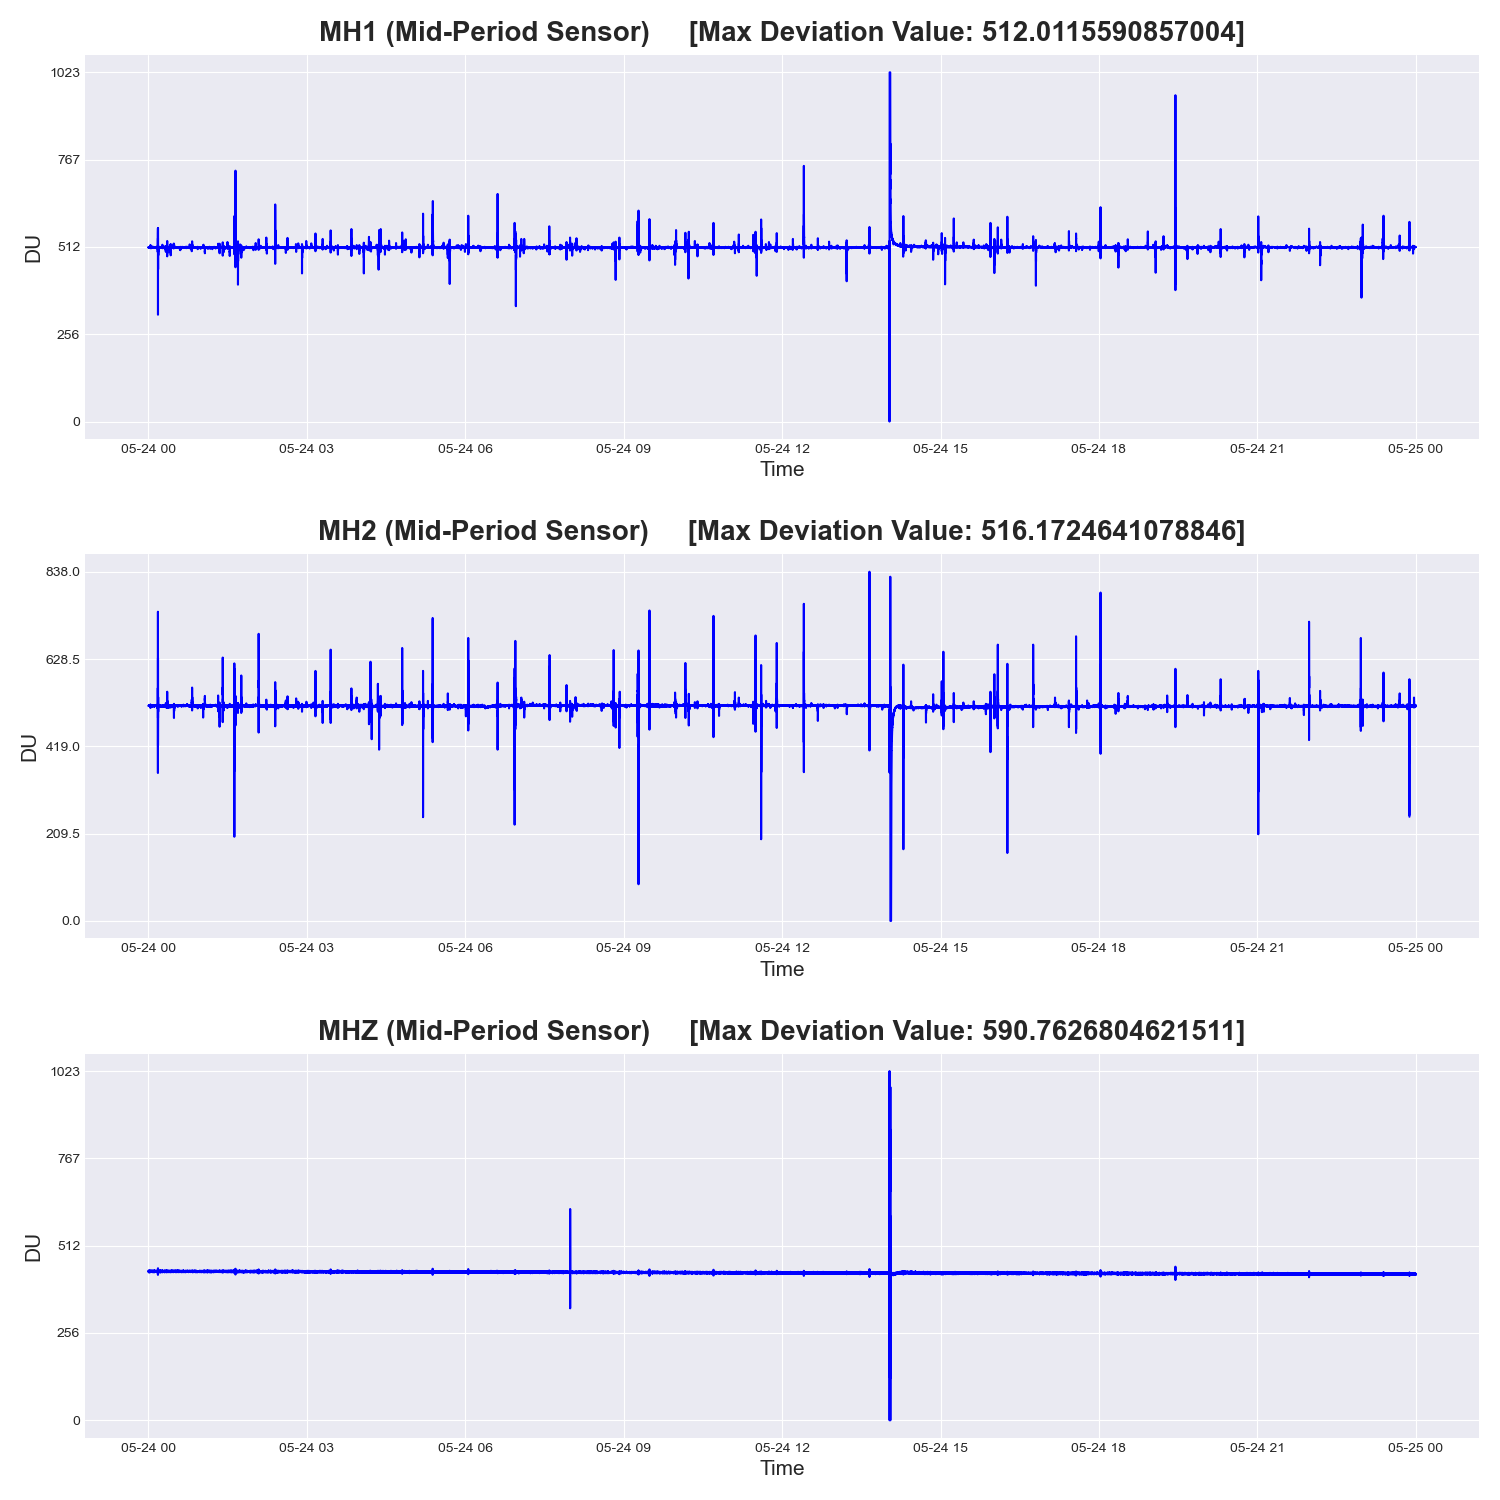 MH1 (Mid-Period Sensor) [Max Deviation Value: 512.0115590857004]
1023
767
512
256
0
DU
05-24 00 05-24 03 05-24 06 05-24 09 05-24 12 05-24 15 05-24 18 05-24 21 05-25 00
Time
MH2 (Mid-Period Sensor) [Max Deviation Value: 516.1724641078846]
838.0
628.5
419.0
209.5
0.0
DU
05-24 00 05-24 03 05-24 06 05-24 09 05-24 12 05-24 15 05-24 18 05-24 21 05-25 00
Time
MHZ (Mid-Period Sensor) [Max Deviation Value: 590.7626804621511]
1023
767
512
256
0
DU
05-24 00 05-24 03 05-24 06 05-24 09 05-24 12 05-24 15 05-24 18 05-24 21 05-25 00
Time